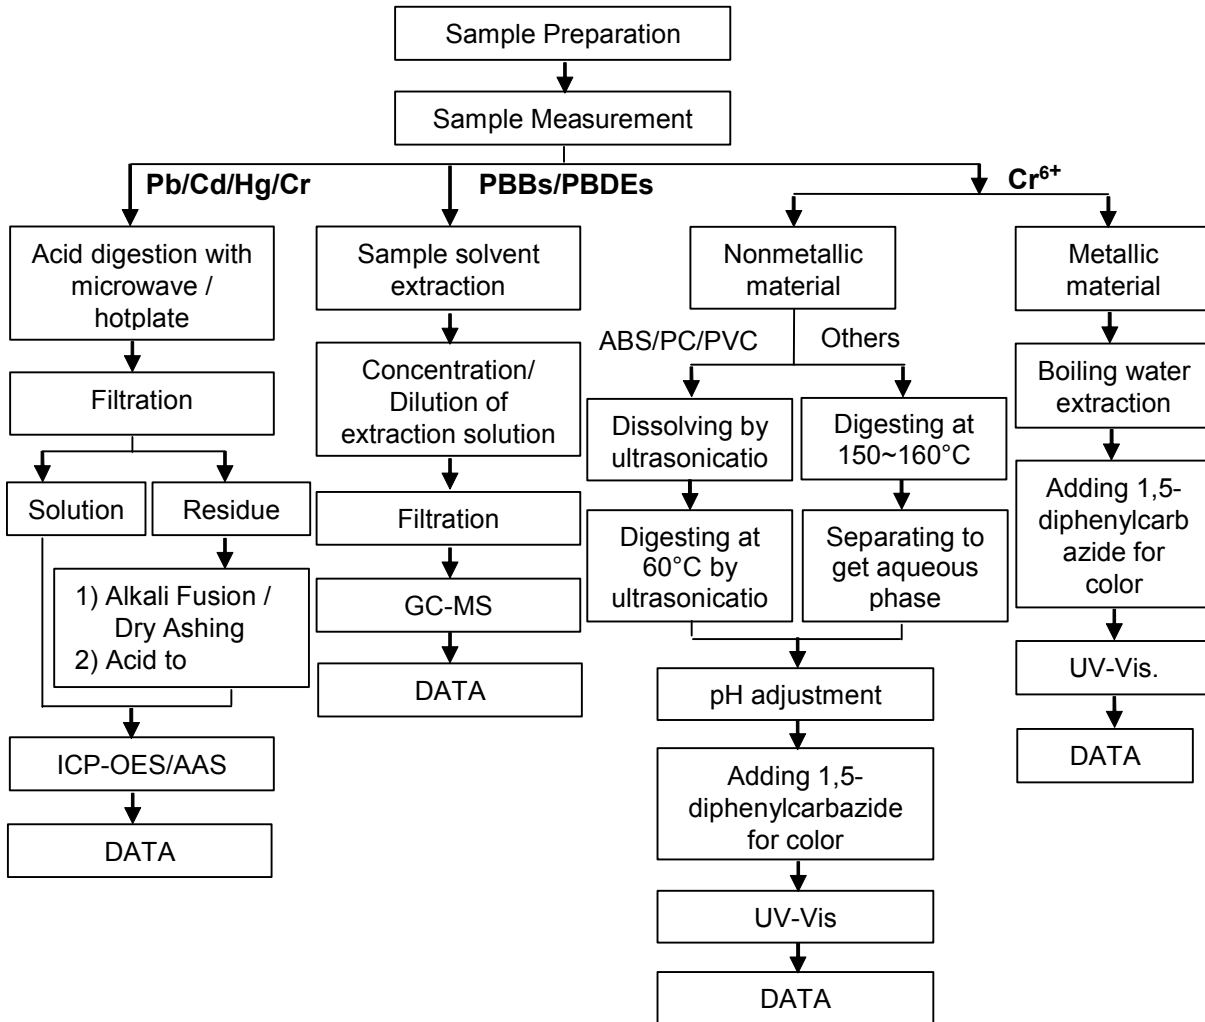 Sample Preparation
Sample Measurement
Pb/Cd/Hg/Cr
PBBs/PBDEs
Cr⁶⁺
Acid digestion with
microwave /
hotplate
Filtration
Solution
Residue
1) Alkali Fusion /
Dry Ashing
2) Acid to
ICP-OES/AAS
DATA
Sample solvent
extraction
Concentration/
Dilution of
extraction solution
Filtration
GC-MS
DATA
Nonmetallic
material
ABS/PC/PVC
Others
Dissolving by
ultrasonicatio
Digesting at
60°C by
ultrasonicatio
Digesting at
150~160°C
Separating to
get aqueous
phase
pH adjustment
Adding 1,5-
diphenylcarbazide
for color
UV-Vis
DATA
Metallic
material
Boiling water
extraction
Adding 1,5-
diphenylcarb
azide for
color
UV-Vis.
DATA